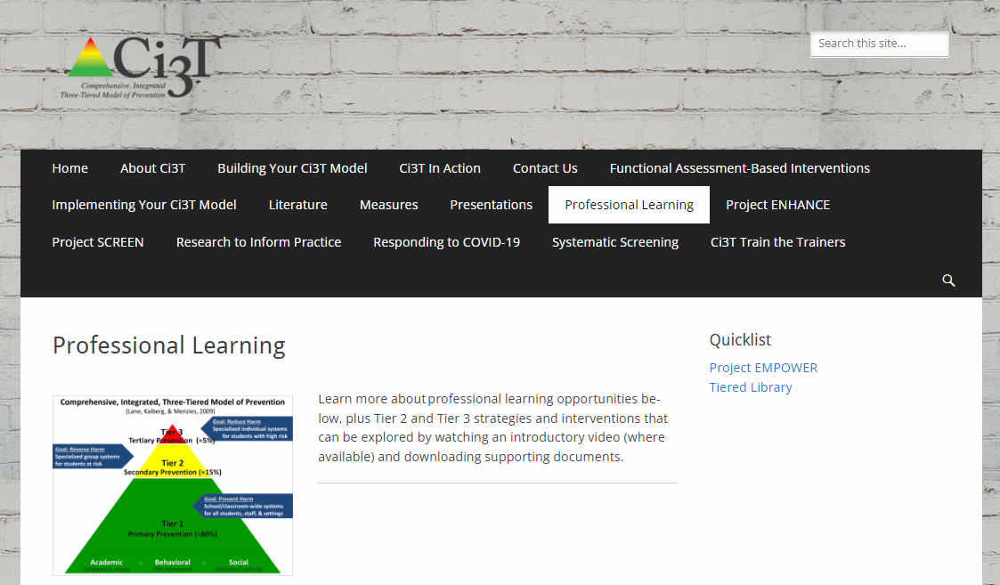 Ci3T
Comprehensive, Integrated
Three-Tiered Model of Prevention
Search this site...
Home About Ci3T Building Your Ci3T Model Ci3T In Action Contact Us Functional Assessment-Based Interventions
Implementing Your Ci3T Model Literature Measures Presentations Professional Learning Project ENHANCE
Project SCREEN Research to Inform Practice Responding to COVID-19 Systematic Screening Ci3T Train the Trainers
Professional Learning
Comprehensive, Integrated, Three-Tiered Model of Prevention
(Lane, Kalberg, & Menzies, 2009)
Goal: Reduce Harm
Specialized individual systems
for students with high risk
Tier 3
Tertiary Prevention (≈5%)
Goal: Reverse Harm
Specialized group systems
for students at risk
Tier 2
Secondary Prevention (≈15%)
Goal: Prevent Harm
School/classroom-wide systems
for all students, staff, & settings
Tier 1
Primary Prevention (≈80%)
Academic ○ Behavioral ○ Social
Validated Curricula PBIS Framework Validated Curricula
Learn more about professional learning opportunities be-
low, plus Tier 2 and Tier 3 strategies and interventions that
can be explored by watching an introductory video (where
available) and downloading supporting documents.
Quicklist
Project EMPOWER
Tiered Library